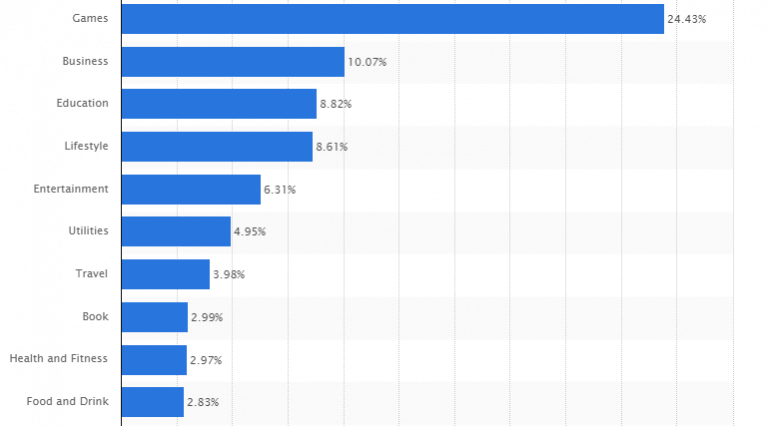 Games 24.43%
Business 10.07%
Education 8.82%
Lifestyle 8.61%
Entertainment 6.31%
Utilities 4.95%
Travel 3.98%
Book 2.99%
Health and Fitness 2.97%
Food and Drink 2.83%